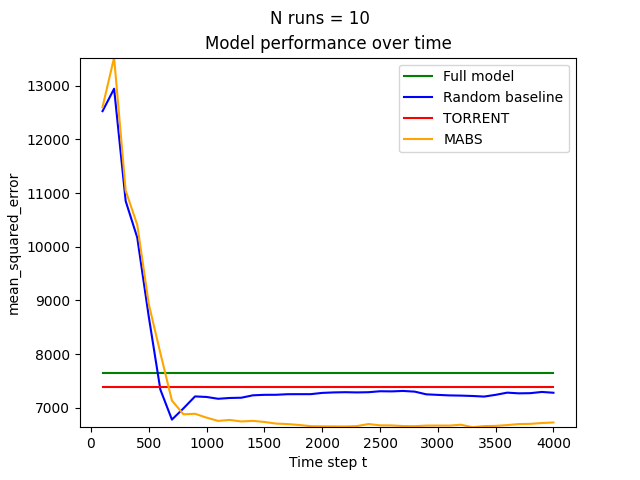 N runs = 10
Model performance over time
mean_squared_error
13000
12000
11000
10000
9000
8000
7000
Full model
Random baseline
TORRENT
MABS
0
500
1000
1500
2000
2500
3000
3500
4000
Time step t